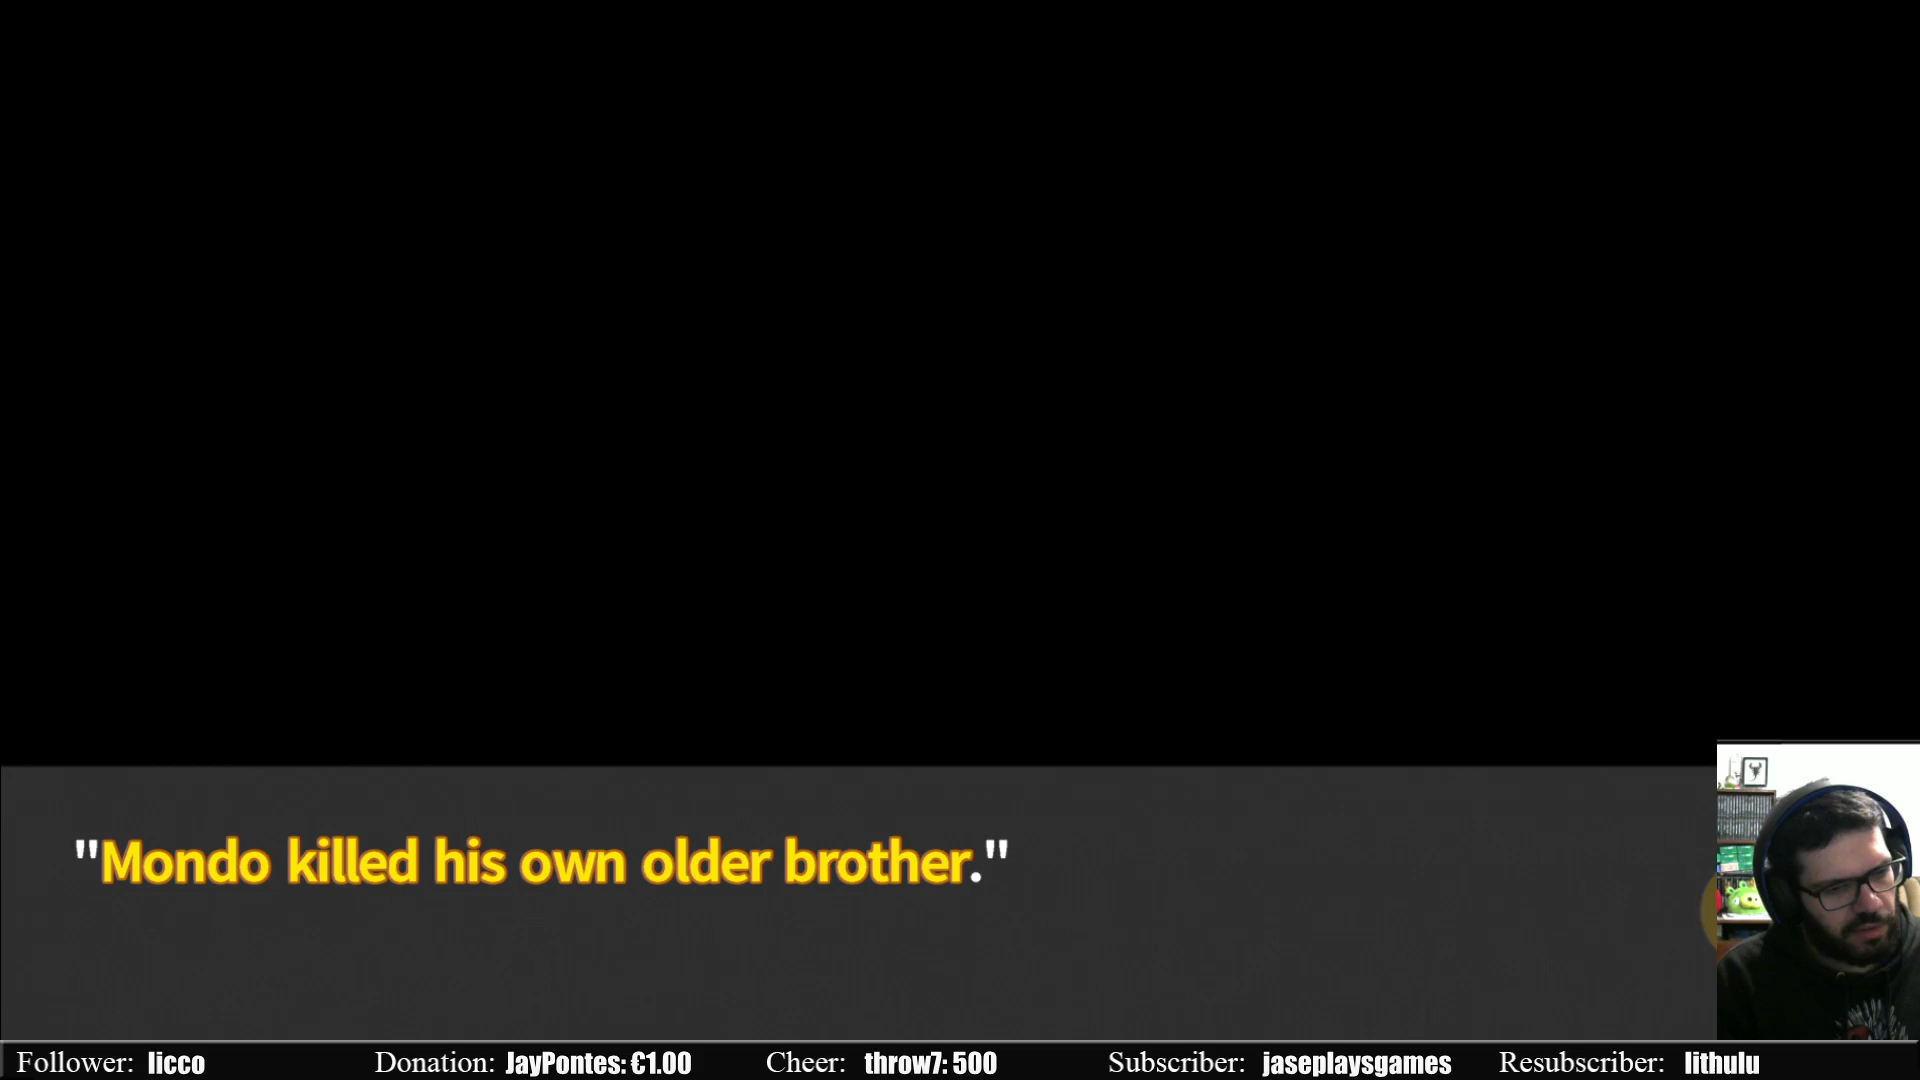 "Mondo killed his own older brother."
Follower: licco Donation: JayPontes: €1.00 Cheer: throw7: 500 Subscriber: jaseplaysgames Resubscriber: lithulu